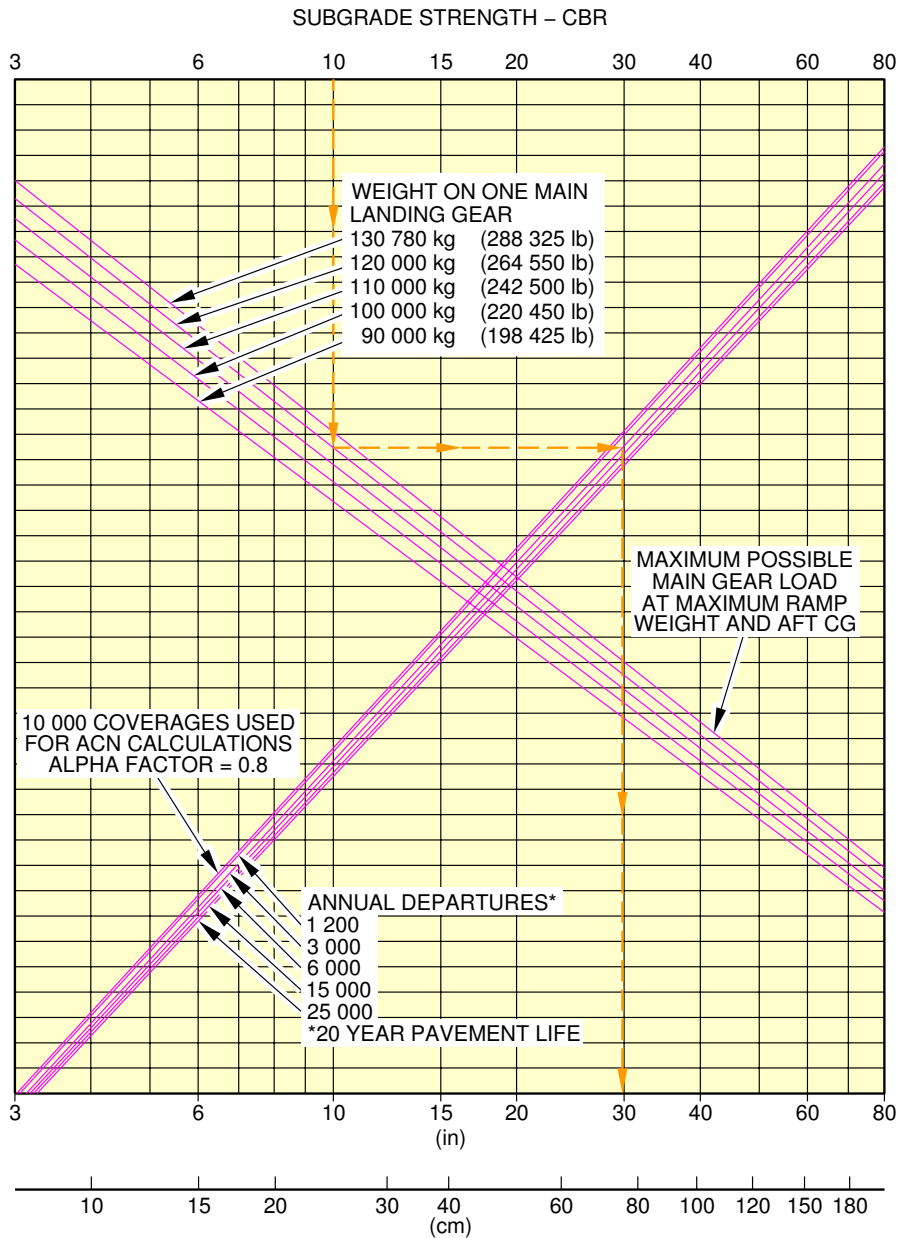 SUBGRADE STRENGTH – CBR
3 6 10 15 20 30 40 60 80
WEIGHT ON ONE MAIN
LANDING GEAR
130 780 kg (288 325 lb)
120 000 kg (264 550 lb)
110 000 kg (242 500 lb)
100 000 kg (220 450 lb)
90 000 kg (198 425 lb)
MAXIMUM POSSIBLE
MAIN GEAR LOAD
AT MAXIMUM RAMP
WEIGHT AND AFT CG
10 000 COVERAGES USED
FOR ACN CALCULATIONS
ALPHA FACTOR = 0.8
ANNUAL DEPARTURES*
1 200
3 000
6 000
15 000
25 000
*20 YEAR PAVEMENT LIFE
3 6 10 15 20 30 40 60 80
(in)
10 15 20 30 40 60 80 100 120 150 180
(cm)